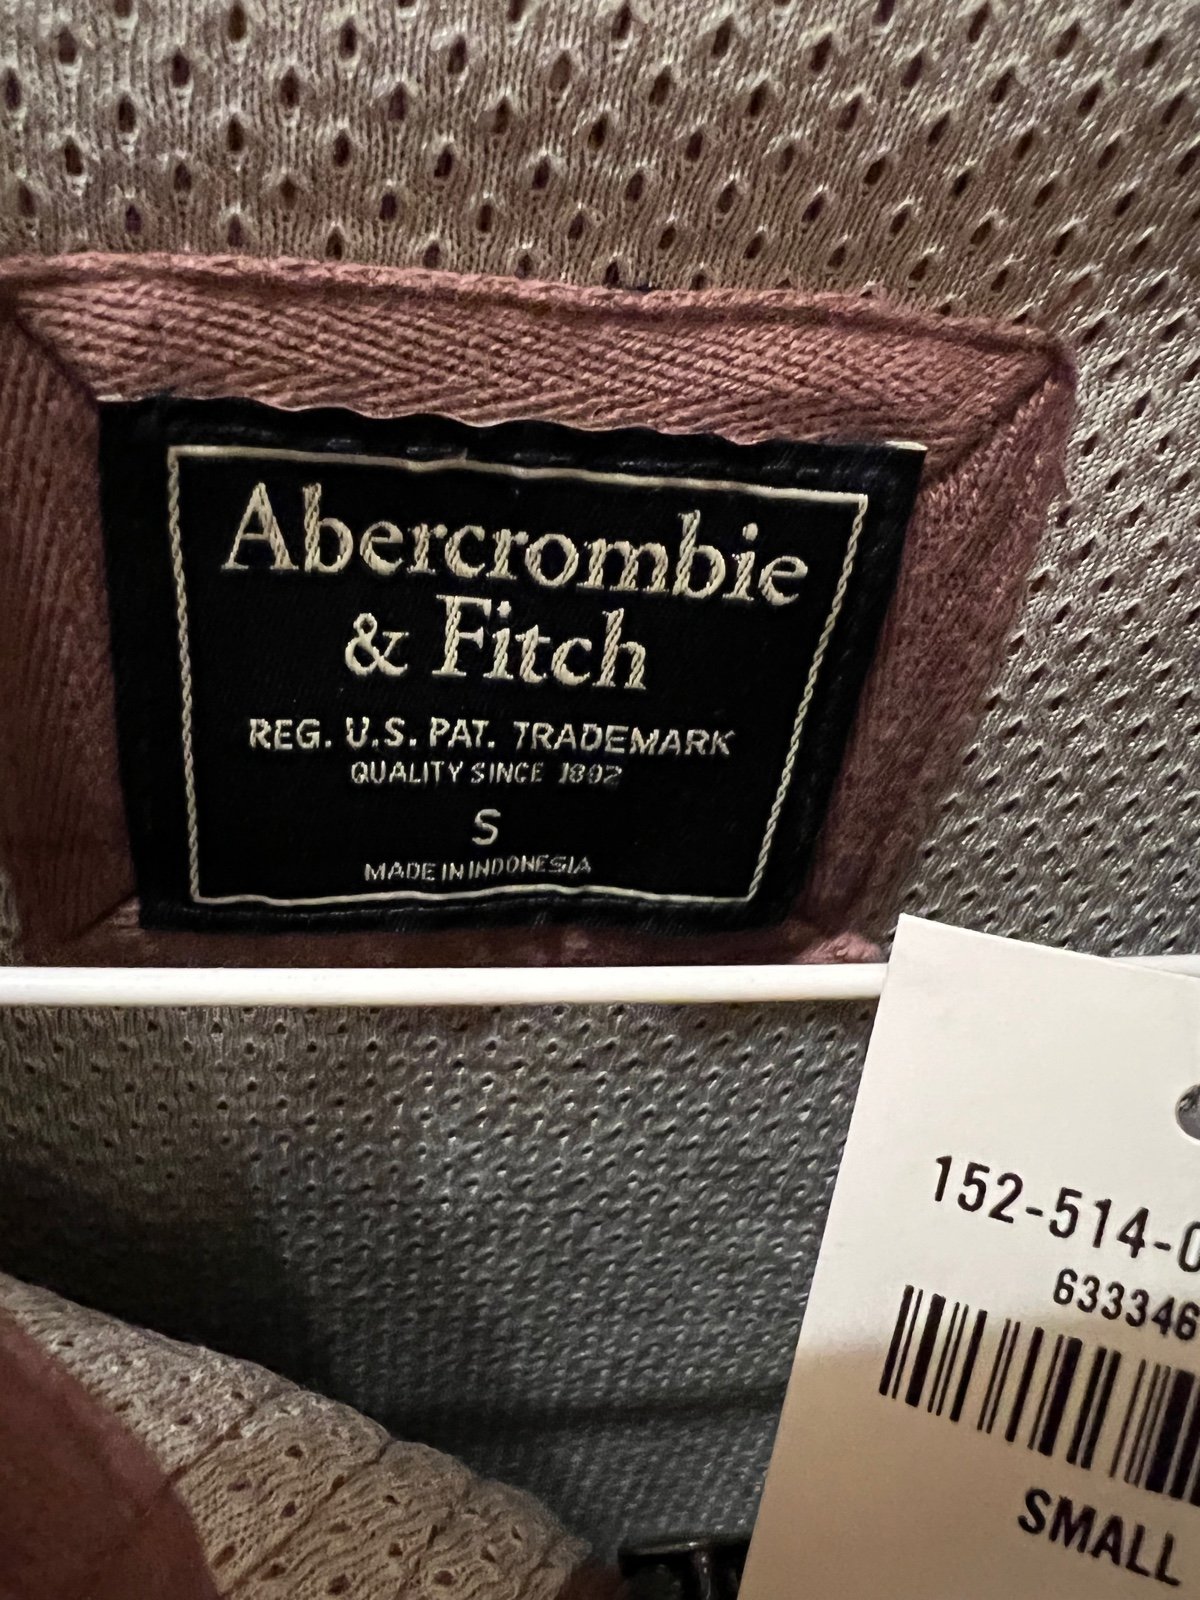 Abercrombie
& Fitch
REG. U.S. PAT. TRADEMARK
QUALITY SINCE 1892
S
MADE IN INDONESIA
152-514-0
633346
SMALL